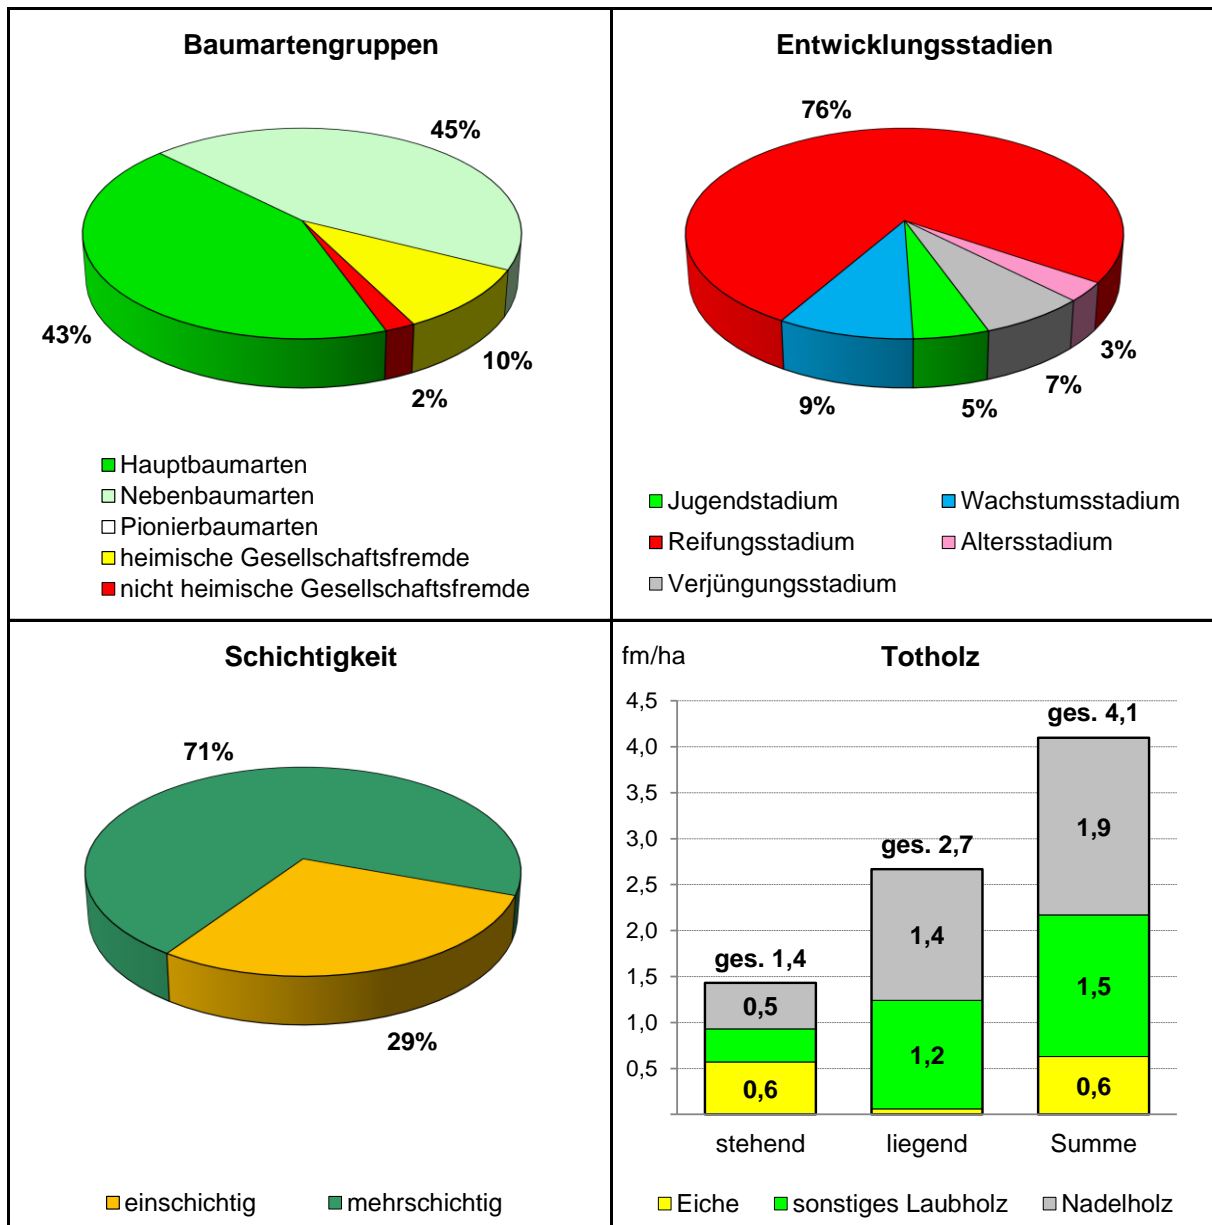 Baumartengruppen
45%
43%
10%
2%
Hauptbaumarten
Nebenbaumarten
Pionierbaumarten
heimische Gesellschaftsfremde
nicht heimische Gesellschaftsfremde
Entwicklungsstadien
76%
3%
7%
9%
5%
Jugendstadium Wachstumsstadium
Reifungsstadium Altersstadium
Verjüngungsstadium
Schichtigkeit
71%
29%
einschichtig mehrschichtig
fm/ha Totholz
4,5
ges. 4,1
4,0
3,5
3,0
1,9
ges. 2,7
2,5
2,0
1,4
ges. 1,4
1,5
1,5
0,5
1,0
1,2
0,5
0,6
0,6
stehend liegend Summe
Eiche sonstiges Laubholz Nadelholz